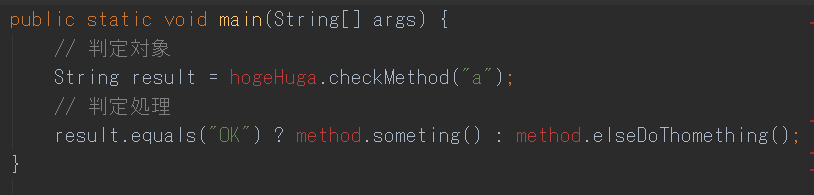 public static void main(String[] args) {
// 判定対象
String result = hogeHuga.checkMethod("a");
// 判定処理
result.equals("OK") ? method.someting() : method.elseDoThomething();
}